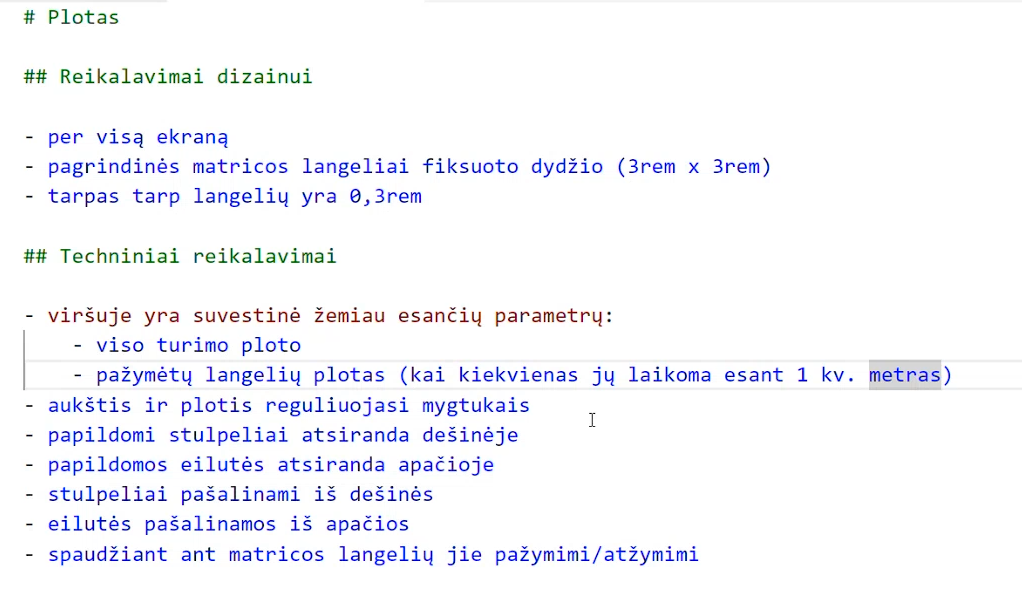 # Plotas
## Reikalavimai dizainui
- per visą ekraną
- pagrindinės matricos langeliai fiksuoto dydžio (3rem x 3rem)
- tarpas tarp langelių yra 0,3rem
## Techniniai reikalavimai
- viršuje yra suvestinė žemiau esančių parametrų:
- viso turimo ploto
- pažymėtų langelių plotas (kai kiekvienas jų laikoma esant 1 kv. metras)
- aukštis ir plotis reguliuojasi mygtukais
- papildomi stulpeliai atsiranda dešinėje
- papildomos eilutės atsiranda apačioje
- stulpeliai pašalinami iš dešinės
- eilutės pašalinamos iš apačios
- spaudžiant ant matricos langelių jie pažymimi/atžymimi